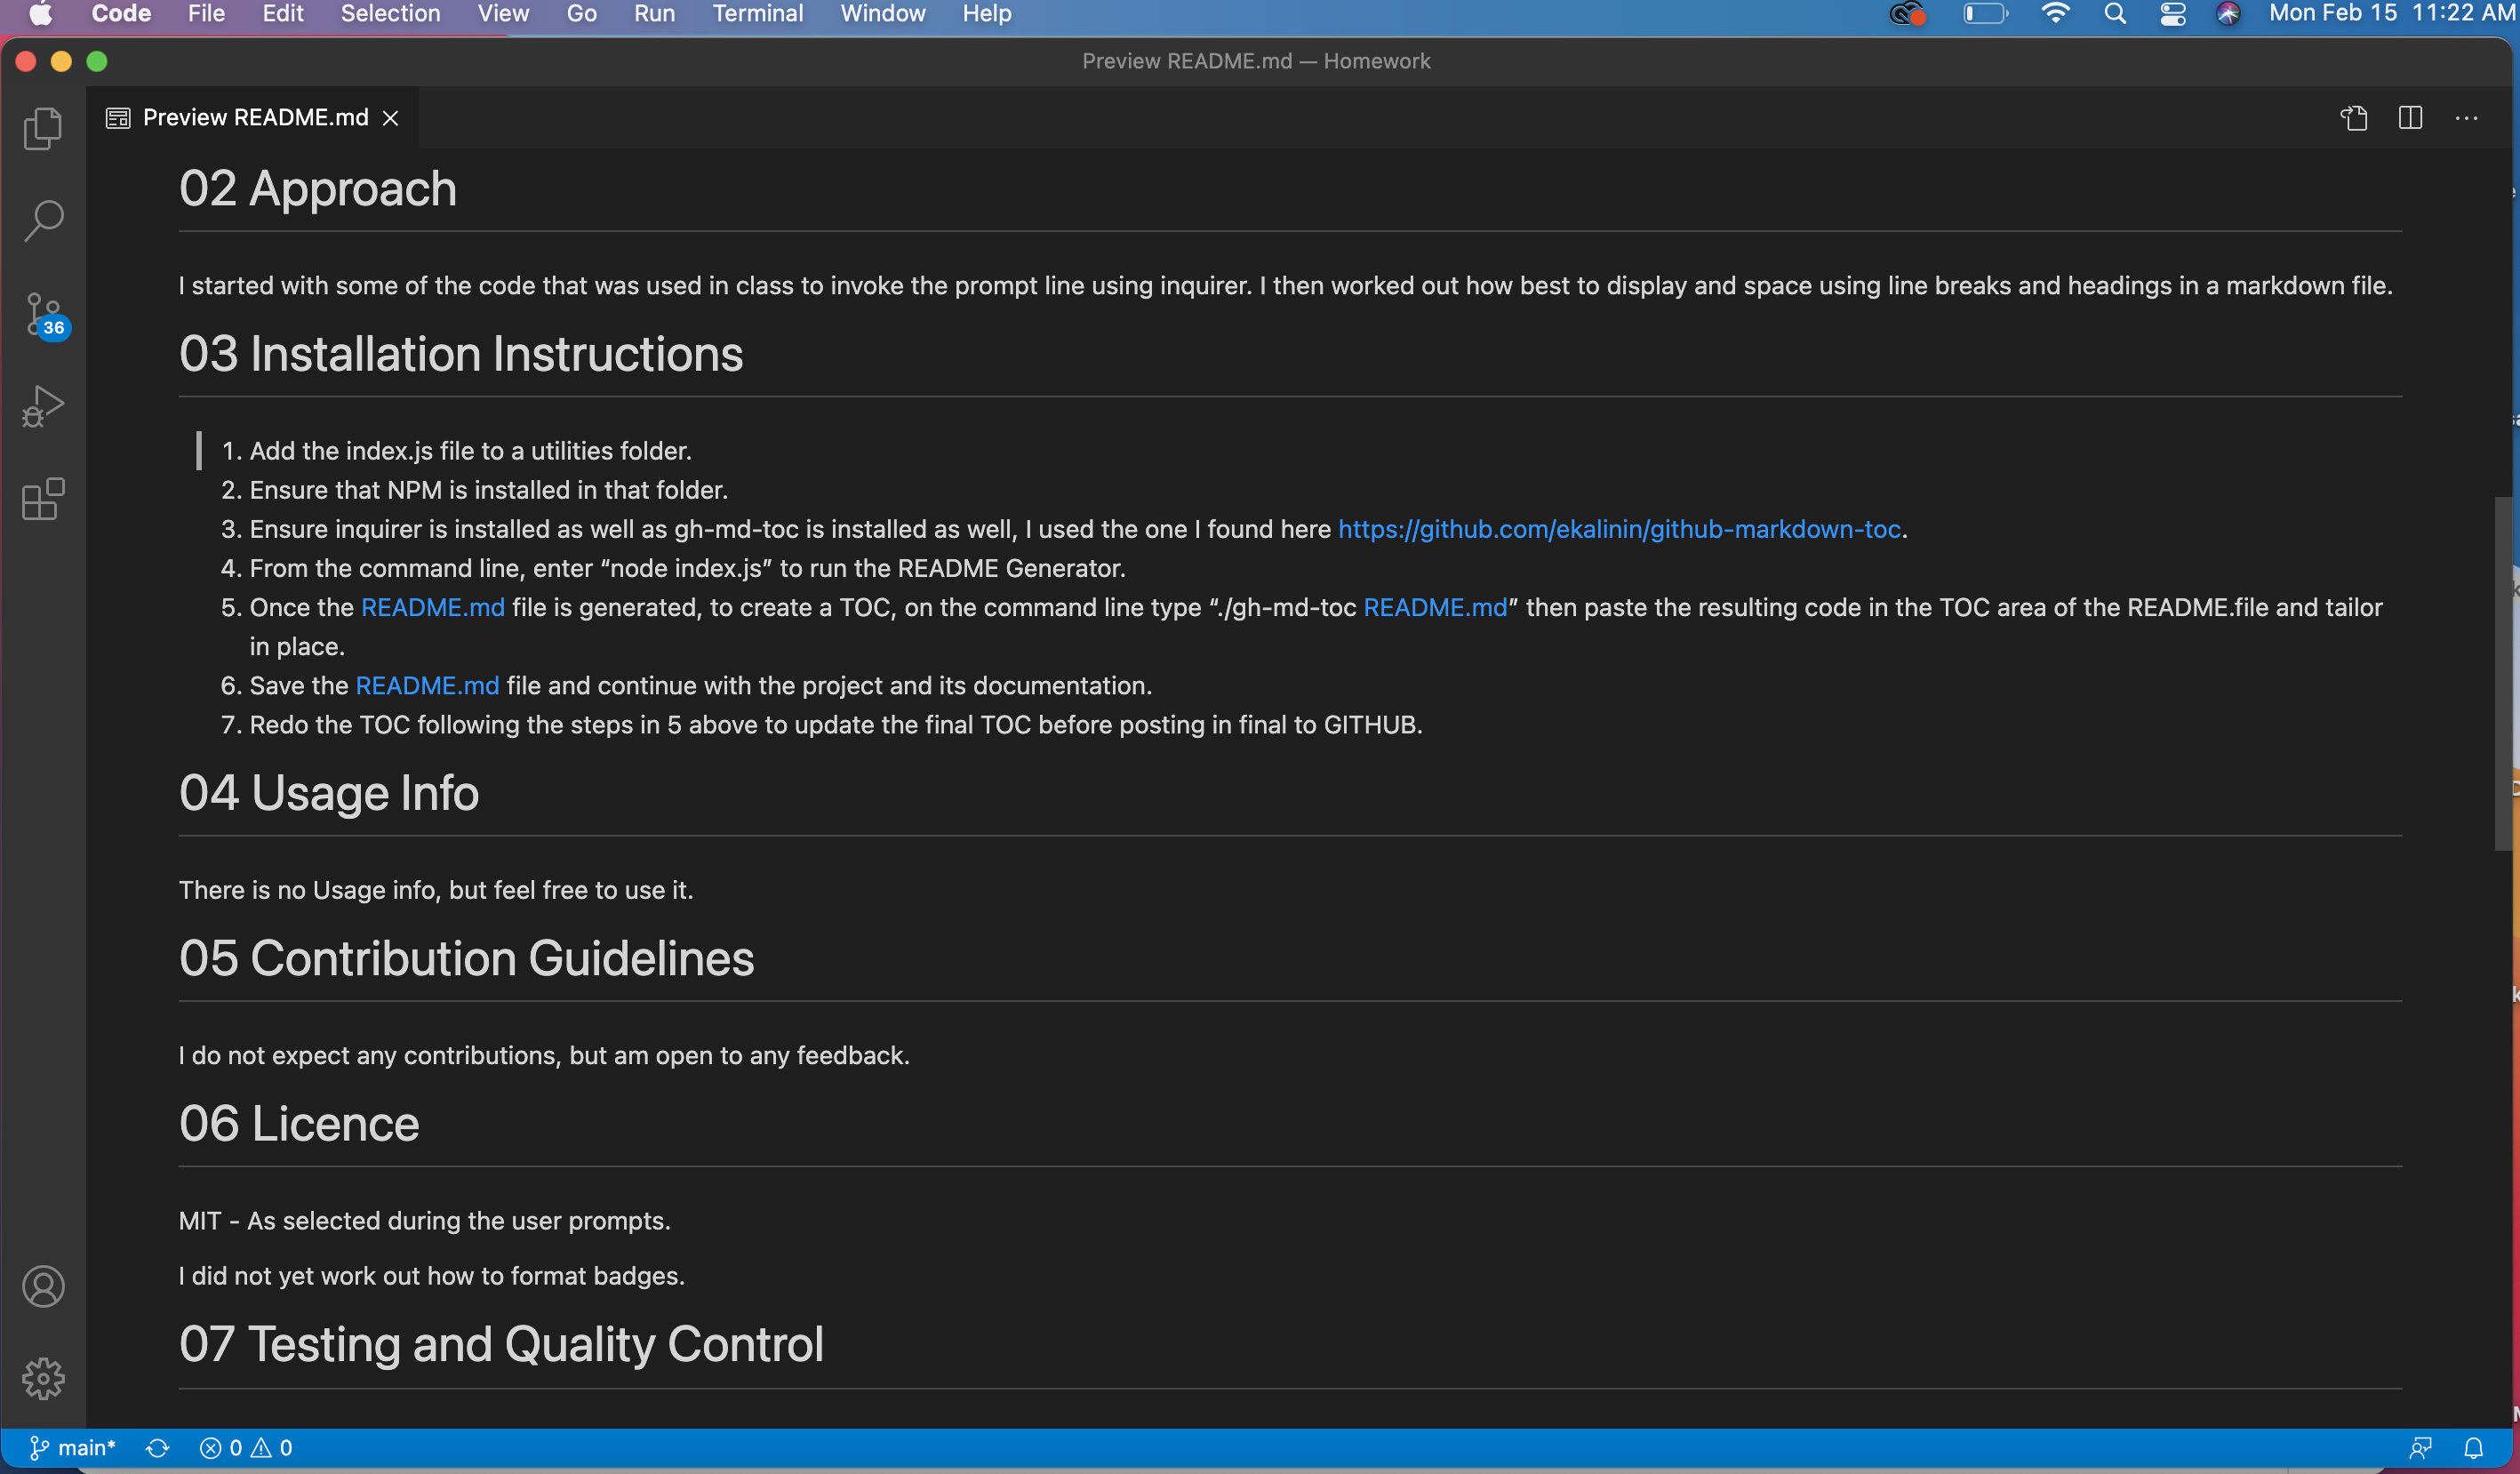 Code File Edit Selection View Go Run Terminal Window Help Mon Feb 15 11:22 AM
Preview README.md — Homework
Preview README.md
02 Approach
I started with some of the code that was used in class to invoke the prompt line using inquirer. I then worked out how best to display and space using line breaks and headings in a markdown file.
03 Installation Instructions
1. Add the index.js file to a utilities folder.
36
2. Ensure that NPM is installed in that folder.
3. Ensure inquirer is installed as well as gh-md-toc is installed as well, I used the one I found here https://github.com/ekalinin/github-markdown-toc.
4. From the command line, enter “node index.js” to run the README Generator.
5. Once the README.md file is generated, to create a TOC, on the command line type “./gh-md-toc README.md” then paste the resulting code in the TOC area of the README.file and tailor
in place.
6. Save the README.md file and continue with the project and its documentation.
7. Redo the TOC following the steps in 5 above to update the final TOC before posting in final to GITHUB.
04 Usage Info
There is no Usage info, but feel free to use it.
05 Contribution Guidelines
I do not expect any contributions, but am open to any feedback.
06 Licence
MIT - As selected during the user prompts.
I did not yet work out how to format badges.
07 Testing and Quality Control
main* 0 0